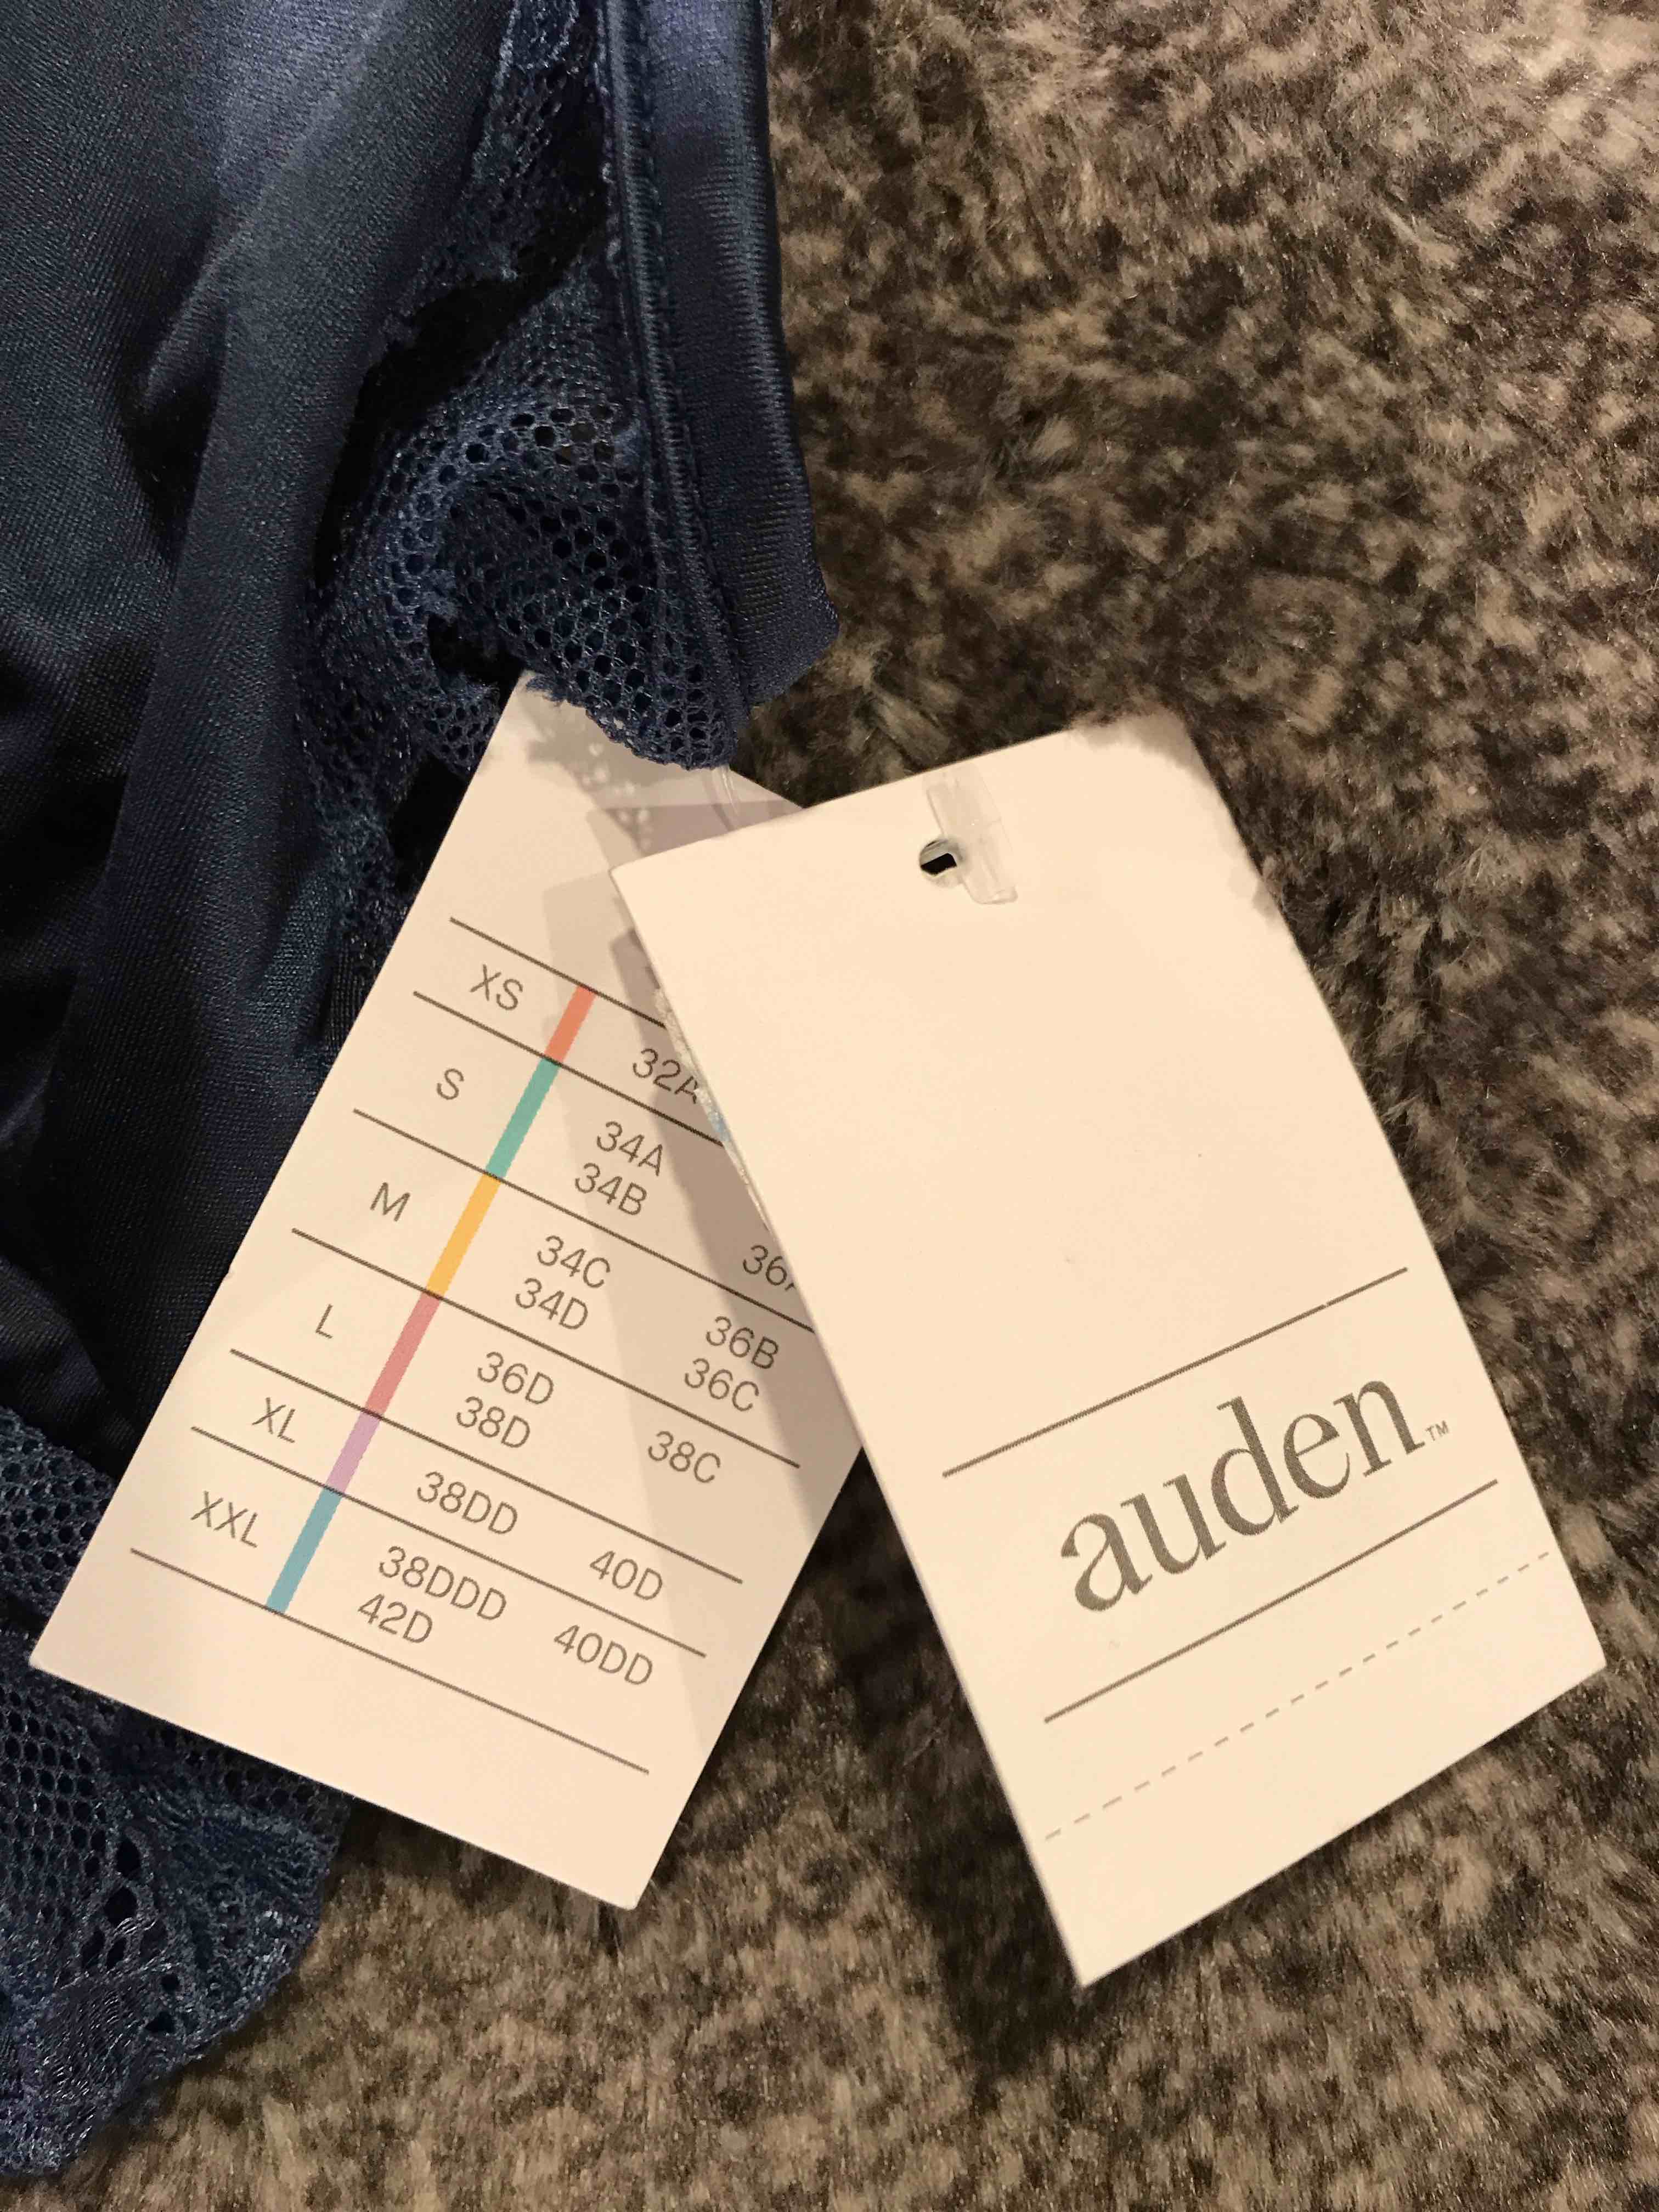 XS 32A
S 34A
34B 36A
M 34C 36B
34D 36C
L 36D 38C
38D
XL 38DD 40D
XXL 38DDD 40DD
42D
auden™